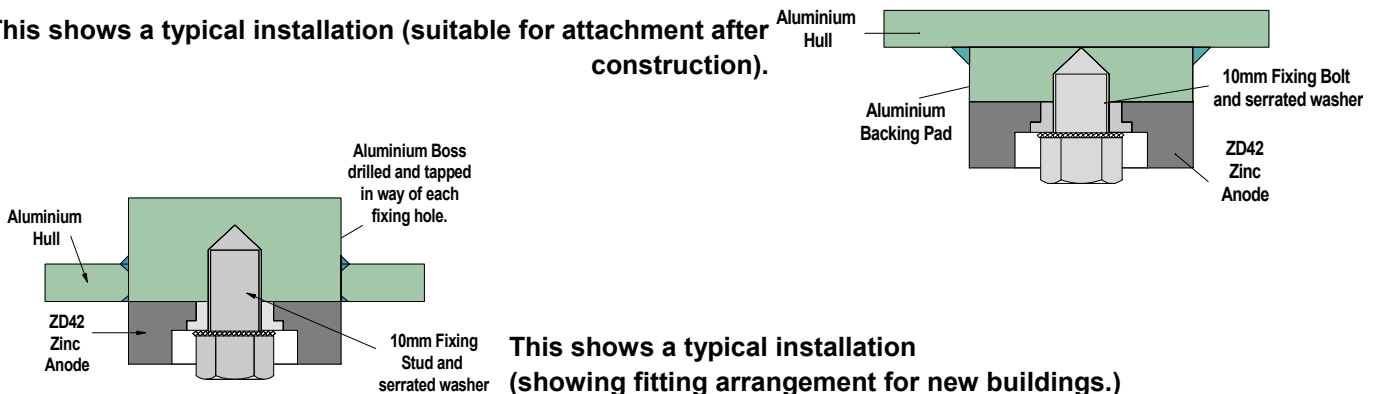 This shows a typical installation (suitable for attachment after
construction).
Aluminium
Hull
Aluminium
Backing Pad
10mm Fixing Bolt
and serrated washer
ZD42
Zinc
Anode
Aluminium Boss
drilled and tapped
in way of each
fixing hole.
Aluminium
Hull
ZD42
Zinc
Anode
10mm Fixing
Stud and
serrated washer
This shows a typical installation
(showing fitting arrangement for new buildings.)